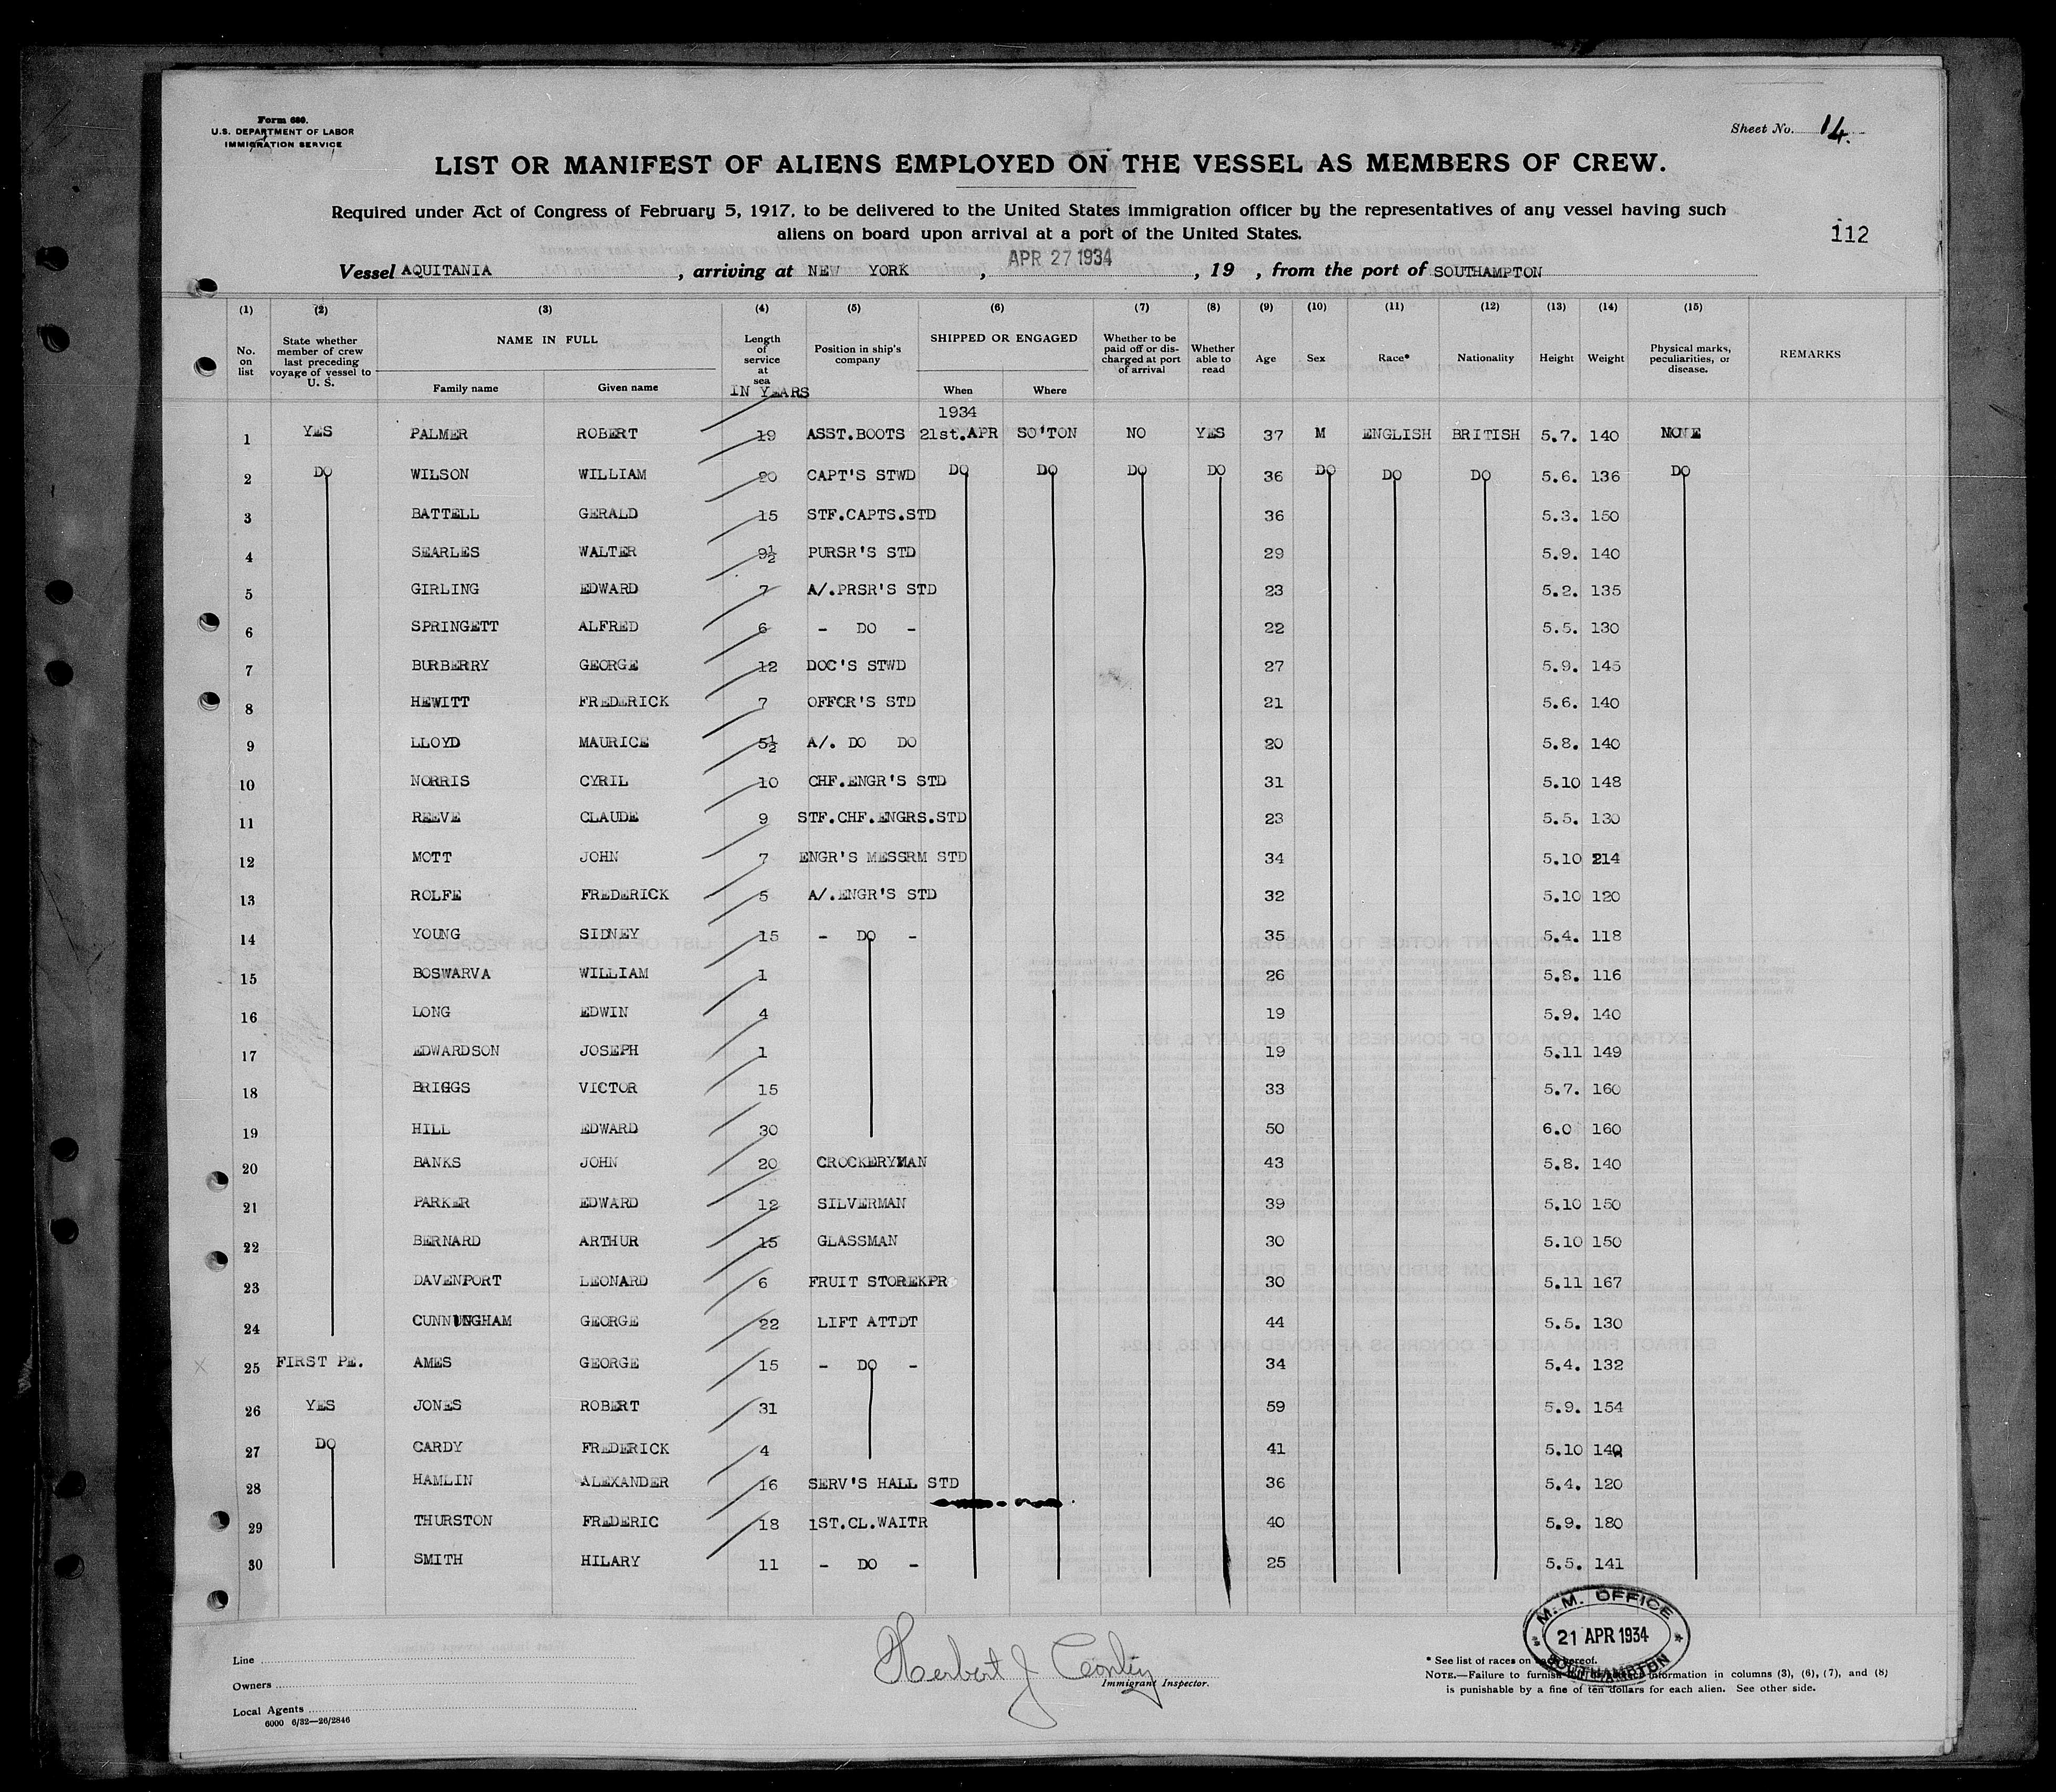 Form 680.
U.S. DEPARTMENT OF LABOR
IMMIGRATION SERVICE
Sheet No. 14.
LIST OR MANIFEST OF ALIENS EMPLOYED ON THE VESSEL AS MEMBERS OF CREW.
Required under Act of Congress of February 5, 1917, to be delivered to the United States immigration officer by the representatives of any vessel having such
aliens on board upon arrival at a port of the United States.
112
Vessel AQUITANIA , arriving at NEW YORK , APR 27 1934 , 19 , from the port of SOUTHAMPTON
(1) (2) (3) (4) (5) (6) (7) (8) (9) (10) (11) (12) (13) (14) (15)
No. on list State whether member of crew last preceding voyage of vessel to U. S. NAME IN FULL Family name Given name Length of service at sea IN YEARS Position in ship's company SHIPPED OR ENGAGED When Where Whether to be paid off or discharged at port of arrival Whether able to read Age Sex Race* Nationality Height Weight Physical marks, peculiarities, or disease. REMARKS
1934
1 YES PALMER ROBERT 19 ASST.BOOTS 21st.APR SO'TON NO YES 37 M ENGLISH BRITISH 5.7. 140 NONE
2 DO WILSON WILLIAM 20 CAPT'S STWD DO DO DO DO 36 DO DO DO 5.6. 136 DO
3 BATTELL GERALD 15 STF.CAPTS.STD 36 5.3. 150
4 SEARLES WALTER 9½ PURSR'S STD 29 5.9. 140
5 GIRLING EDWARD 7 A/.PRSR'S STD 23 5.2. 135
6 SPRINGETT ALFRED 6 - DO - 22 5.5. 130
7 BURBERRY GEORGE 12 DOC'S STWD 27 5.9. 145
8 HEWITT FREDERICK 7 OFFCR'S STD 21 5.6. 140
9 LLOYD MAURICE 5½ A/. DO DO 20 5.8. 140
10 NORRIS CYRIL 10 CHF.ENGR'S STD 31 5.10 148
11 REEVE CLAUDE 9 STF.CHF.ENGRS.STD 23 5.5. 130
12 MOTT JOHN 7 ENGR'S MESSRM STD 34 5.10 214
13 ROLFE FREDERICK 5 A/.ENGR'S STD 32 5.10 120
14 YOUNG SIDNEY 15 - DO - 35 5.4. 118
15 BOSWARVA WILLIAM 1 26 5.8. 116
16 LONG EDWIN 4 19 5.9. 140
17 EDWARDSON JOSEPH 1 19 5.11 149
18 BRIGGS VICTOR 15 33 5.7. 160
19 HILL EDWARD 30 50 6.0 160
20 BANKS JOHN 20 CROCKERYMAN 43 5.8. 140
21 PARKER EDWARD 12 SILVERMAN 39 5.10 150
22 BERNARD ARTHUR 15 GLASSMAN 30 5.10 150
23 DAVENPORT LEONARD 6 FRUIT STOREKPR 30 5.11 167
24 CUNNINGHAM GEORGE 22 LIFT ATTDT 44 5.5. 130
X 25 FIRST PE. AMES GEORGE 15 - DO - 34 5.4. 132
26 YES JONES ROBERT 31 59 5.9. 154
27 DO CARDY FREDERICK 4 41 5.10 140
28 HAMLIN ALEXANDER 16 SERV'S HALL STD 36 5.4. 120
29 THURSTON FREDERIC 18 1ST.CL.WAITR 40 5.9. 180
30 SMITH HILARY 11 - DO - 25 5.5. 141
M. M. OFFICE
21 APR 1934
SOUTHAMPTON
Line
Owners
Local Agents
6000 6/32—26/2846
Herbert J Conley
Immigrant Inspector.
* See list of races on back hereof.
NOTE.—Failure to furnish information in columns (3), (6), (7), and (8)
is punishable by a fine of ten dollars for each alien. See other side.